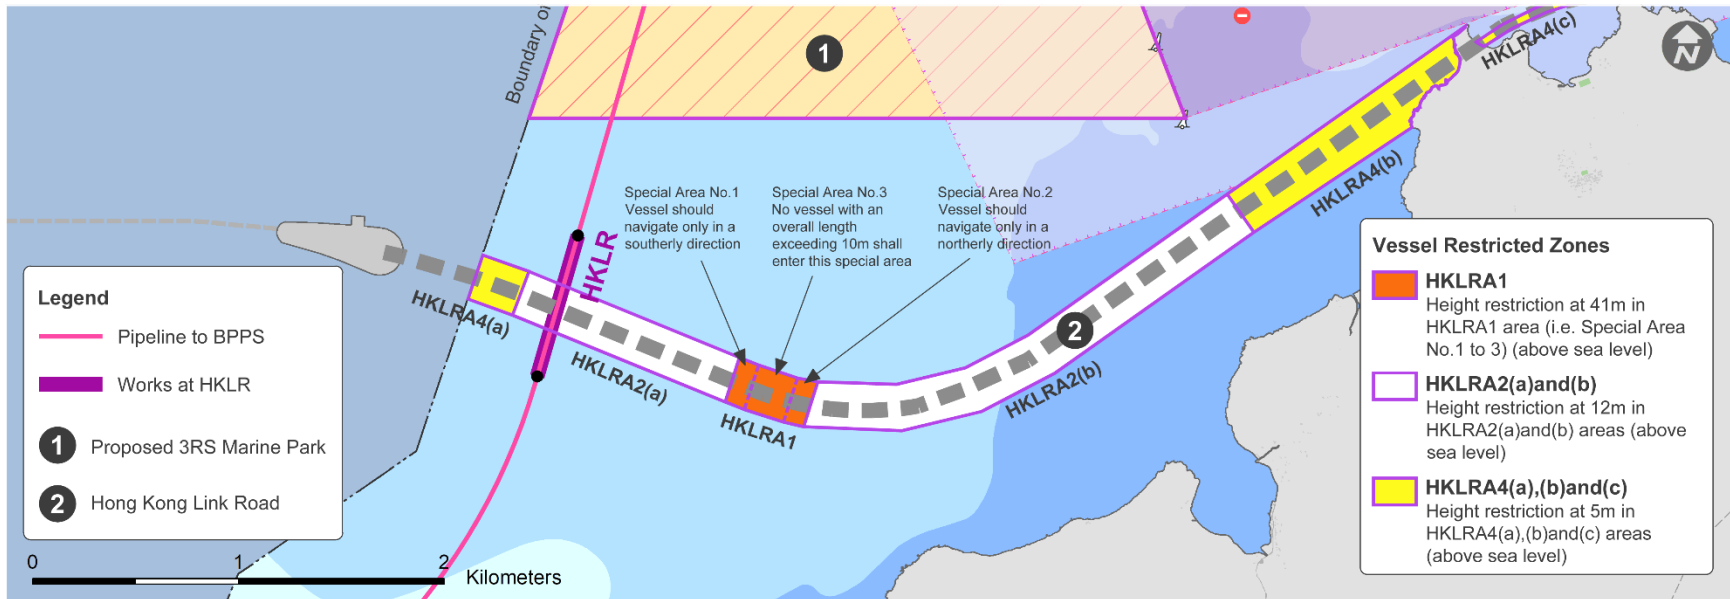 Boundary of
1
HKLRA4(c)
N
Special Area No.1
Vessel should
navigate only in a
southerly direction
Special Area No.3
No vessel with an
overall length
exceeding 10m shall
enter this special area
Special Area No.2
Vessel should
navigate only in a
northerly direction
HKLRA4(b)
HKLR
HKLRA4(a)
HKLRA2(a)
HKLRA1
HKLRA2(b)
2
Legend
Pipeline to BPPS
Works at HKLR
1 Proposed 3RS Marine Park
2 Hong Kong Link Road
0 1 2
Kilometers
Vessel Restricted Zones
HKLRA1
Height restriction at 41m in
HKLRA1 area (i.e. Special Area
No.1 to 3) (above sea level)
HKLRA2(a)and(b)
Height restriction at 12m in
HKLRA2(a)and(b) areas (above
sea level)
HKLRA4(a),(b)and(c)
Height restriction at 5m in
HKLRA4(a),(b)and(c) areas
(above sea level)